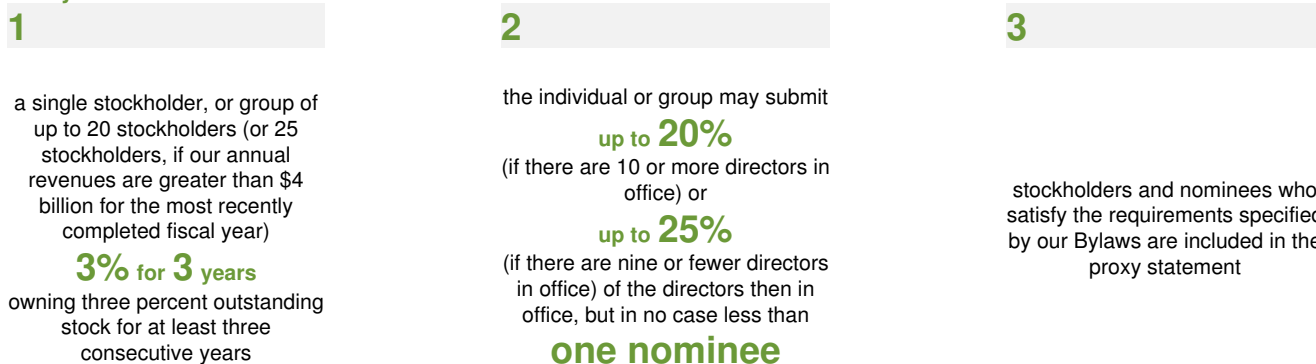 1
a single stockholder, or group of
up to 20 stockholders (or 25
stockholders, if our annual
revenues are greater than $4
billion for the most recently
completed fiscal year)
3% for 3 years
owning three percent outstanding
stock for at least three
consecutive years
2
the individual or group may submit
up to 20%
(if there are 10 or more directors in
office) or
up to 25%
(if there are nine or fewer directors
in office) of the directors then in
office, but in no case less than
one nominee
3
stockholders and nominees who
satisfy the requirements specified
by our Bylaws are included in the
proxy statement